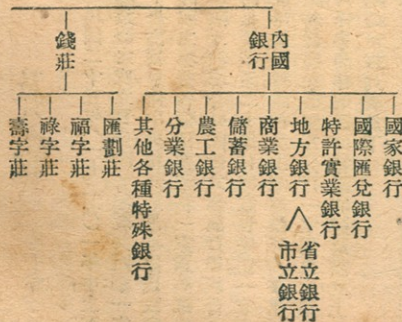 內國銀行
國家銀行
國際匯兌銀行
特許實業銀行
地方銀行
省立銀行
市立銀行
商業銀行
儲蓄銀行
農工銀行
分業銀行
其他各種特殊銀行
錢莊
匯劃莊
福字莊
祿字莊
壽字莊